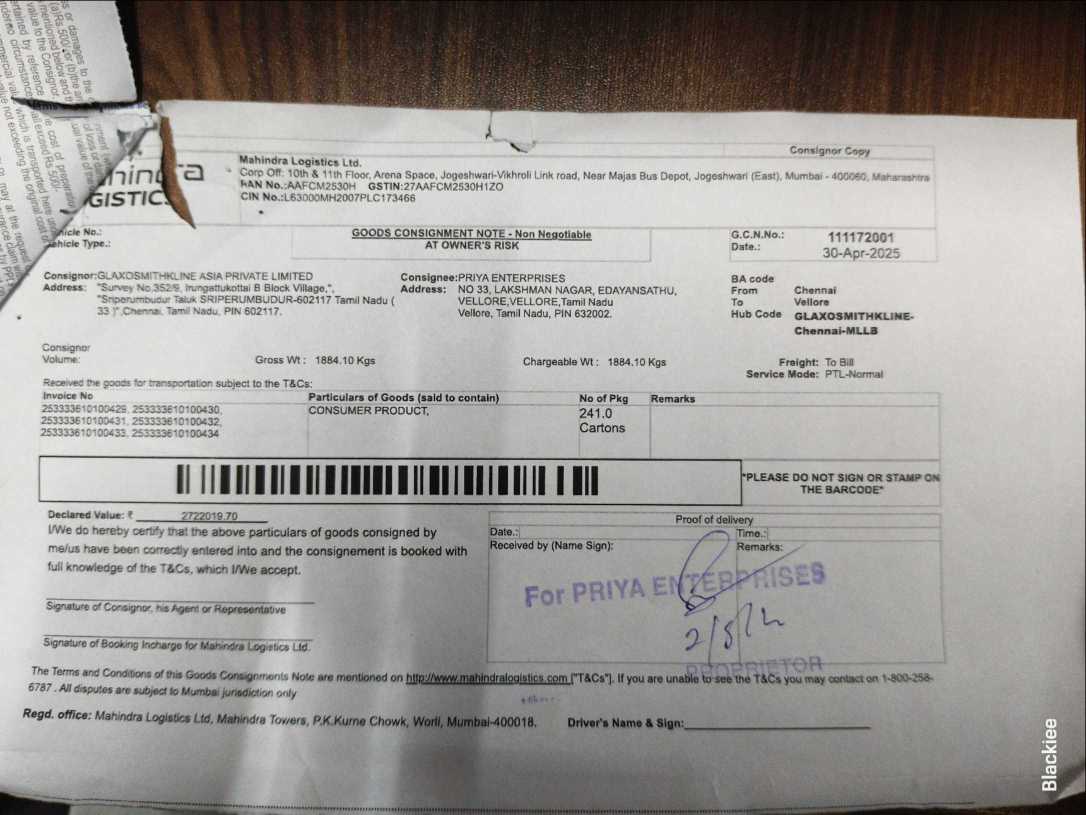 Consignor Copy
Mahindra Logistics Ltd.
Corp Off: 10th & 11th Floor, Arena Space, Jogeshwari-Vikhroli Link road, Near Majas Bus Depot, Jogeshwari (East), Mumbai - 400060, Maharashtra
PAN No.:AAFCM2530H GSTIN:27AAFCM2530H1ZO
CIN No.:L63000MH2007PLC173466
GISTICS
hicle No.:
ehicle Type.:
GOODS CONSIGNMENT NOTE - Non Negotiable
AT OWNER'S RISK
G.C.N.No.: 111172001
Date.: 30-Apr-2025
Consignor:GLAXOSMITHKLINE ASIA PRIVATE LIMITED
Address: "Survey No.352/9, Irungattukottai B Block Village,",
"Sriperumbudur Taluk SRIPERUMBUDUR-602117 Tamil Nadu (
33 )",Chennai, Tamil Nadu, PIN 602117.
Consignee:PRIYA ENTERPRISES
Address: NO 33, LAKSHMAN NAGAR, EDAYANSATHU,
VELLORE,VELLORE,Tamil Nadu
Vellore, Tamil Nadu, PIN 632002.
BA code
From Chennai
To Vellore
Hub Code GLAXOSMITHKLINE-
Chennai-MLLB
Consignor
Volume:
Gross Wt : 1884.10 Kgs
Chargeable Wt : 1884.10 Kgs
Freight: To Bill
Service Mode: PTL-Normal
Received the goods for transportation subject to the T&Cs:
Invoice No Particulars of Goods (said to contain) No of Pkg Remarks
253333610100429, 253333610100430,
253333610100431, 253333610100432,
253333610100433, 253333610100434
CONSUMER PRODUCT,
241.0
Cartons
*PLEASE DO NOT SIGN OR STAMP ON
THE BARCODE*
Declared Value: ₹ 2722019.70
I/We do hereby certify that the above particulars of goods consigned by
me/us have been correctly entered into and the consignement is booked with
full knowledge of the T&Cs, which I/We accept.
Signature of Consignor, his Agent or Representative
Signature of Booking Incharge for Mahindra Logistics Ltd.
Proof of delivery
Date.: Time.:
Received by (Name Sign): Remarks:
For PRIYA ENTERPRISES
PROPRIETOR
The Terms and Conditions of this Goods Consignments Note are mentioned on http://www.mahindralogistics.com ["T&Cs"]. If you are unable to see the T&Cs you may contact on 1-800-258-
6787 . All disputes are subject to Mumbai jurisdiction only
Regd. office: Mahindra Logistics Ltd, Mahindra Towers, P.K.Kurne Chowk, Worli, Mumbai-400018. Driver's Name & Sign:
Blackiee